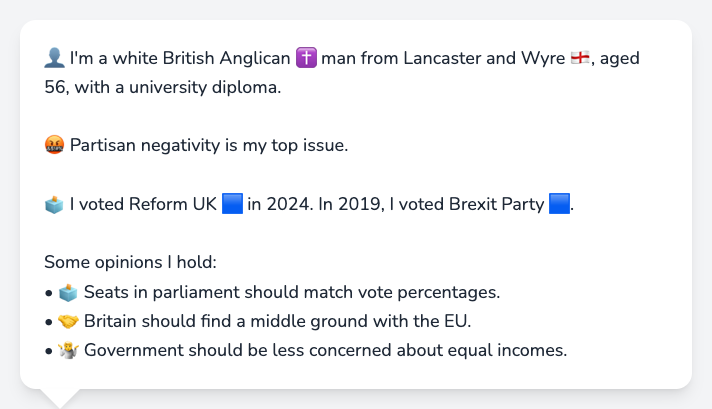 👤 I'm a white British Anglican ✝️ man from Lancaster and Wyre 🏴󠁧󠁢󠁥󠁮󠁧󠁿, aged
56, with a university diploma.
🤬 Partisan negativity is my top issue.
🗳️ I voted Reform UK 🟦 in 2024. In 2019, I voted Brexit Party 🟦.
Some opinions I hold:
• 🗳️ Seats in parliament should match vote percentages.
• 🤝 Britain should find a middle ground with the EU.
• 🤷 Government should be less concerned about equal incomes.